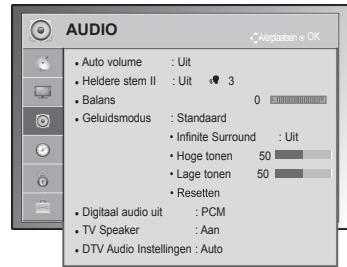 AUDIO
Verplaatsen OK
• Auto volume : Uit
• Heldere stem II : Uit 3
• Balans 0
• Geluidsmodus : Standaard
• Infinite Surround : Uit
• Hoge tonen 50
• Lage tonen 50
• Resetten
• Digitaal audio uit : PCM
• TV Speaker : Aan
• DTV Audio Instellingen : Auto